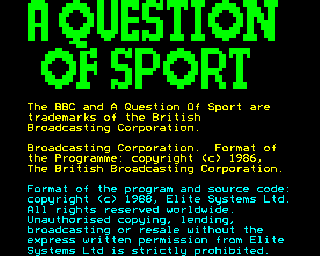 A QUESTION
OF SPORT
The BBC and A Question Of Sport are
trademarks of the British
Broadcasting Corporation.
Broadcasting Corporation. Format of
the Programme: copyright (c) 1986,
The British Broadcasting Corporation.
Format of the program and source code:
copyright (c) 1988, Elite Systems Ltd.
All rights reserved worldwide.
Unauthorised copying, lending,
broadcasting or resale without the
express written permission from Elite
Systems Ltd is strictly prohibited.